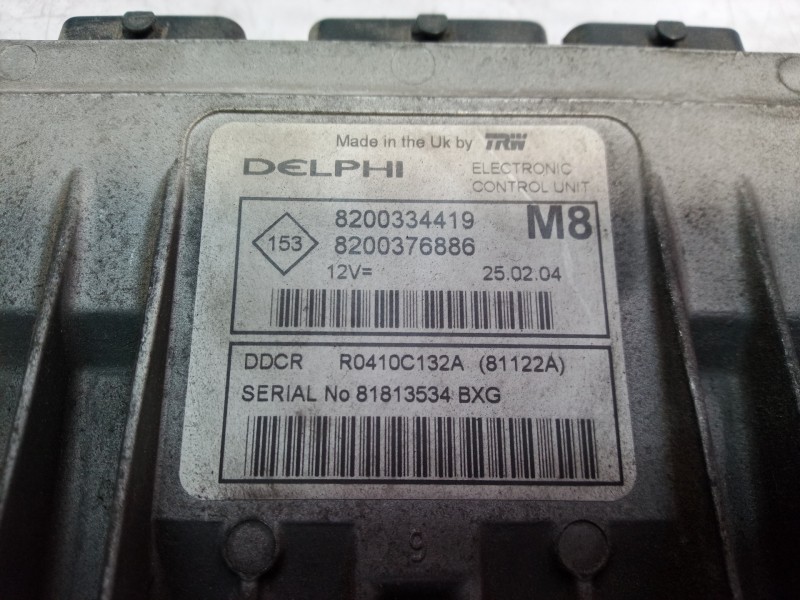 Made in the Uk by TRW
DELPHI
ELECTRONIC
CONTROL UNIT
153
8200334419
8200376886
M8
12V=
25.02.04
DDCR R0410C132A (81122A)
SERIAL No 81813534 BXG
9